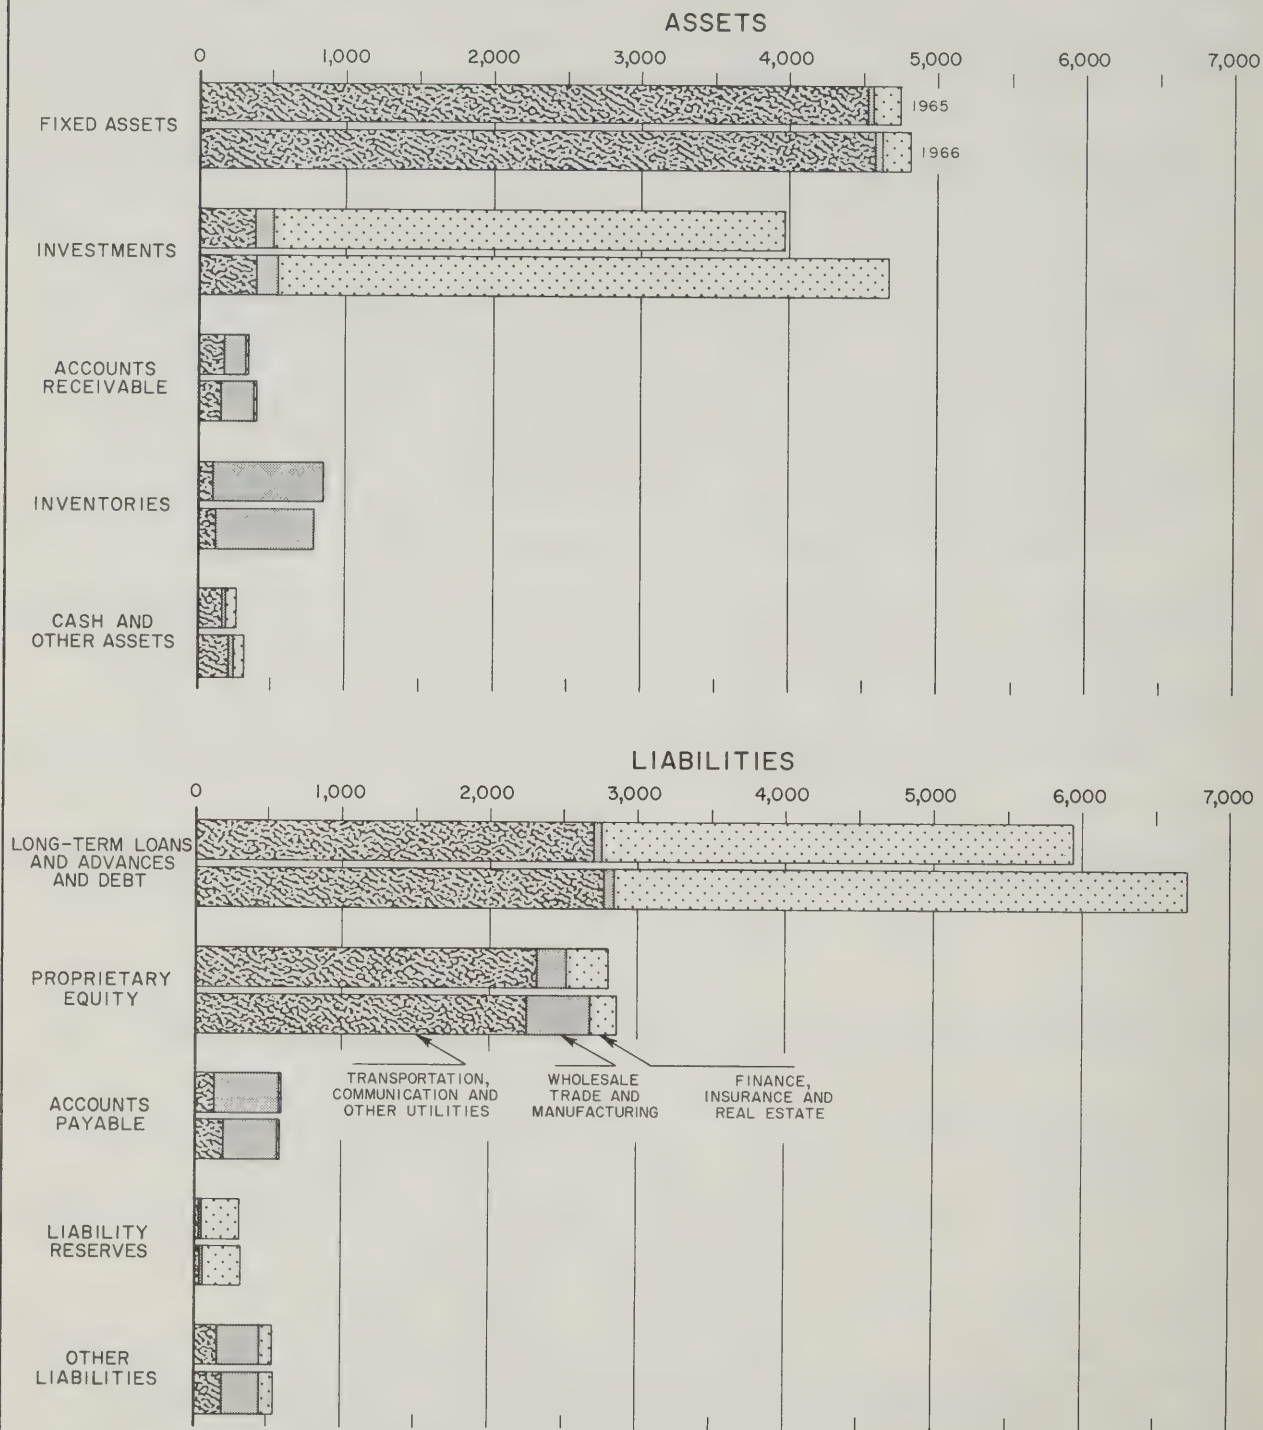 ASSETS
0 1,000 2,000 3,000 4,000 5,000 6,000 7,000
FIXED ASSETS
1965
1966
INVESTMENTS
ACCOUNTS
RECEIVABLE
INVENTORIES
CASH AND
OTHER ASSETS
LIABILITIES
0 1,000 2,000 3,000 4,000 5,000 6,000 7,000
LONG-TERM LOANS
AND ADVANCES
AND DEBT
PROPRIETARY
EQUITY
TRANSPORTATION,
COMMUNICATION AND
OTHER UTILITIES
WHOLESALE
TRADE AND
MANUFACTURING
FINANCE,
INSURANCE AND
REAL ESTATE
ACCOUNTS
PAYABLE
LIABILITY
RESERVES
OTHER
LIABILITIES